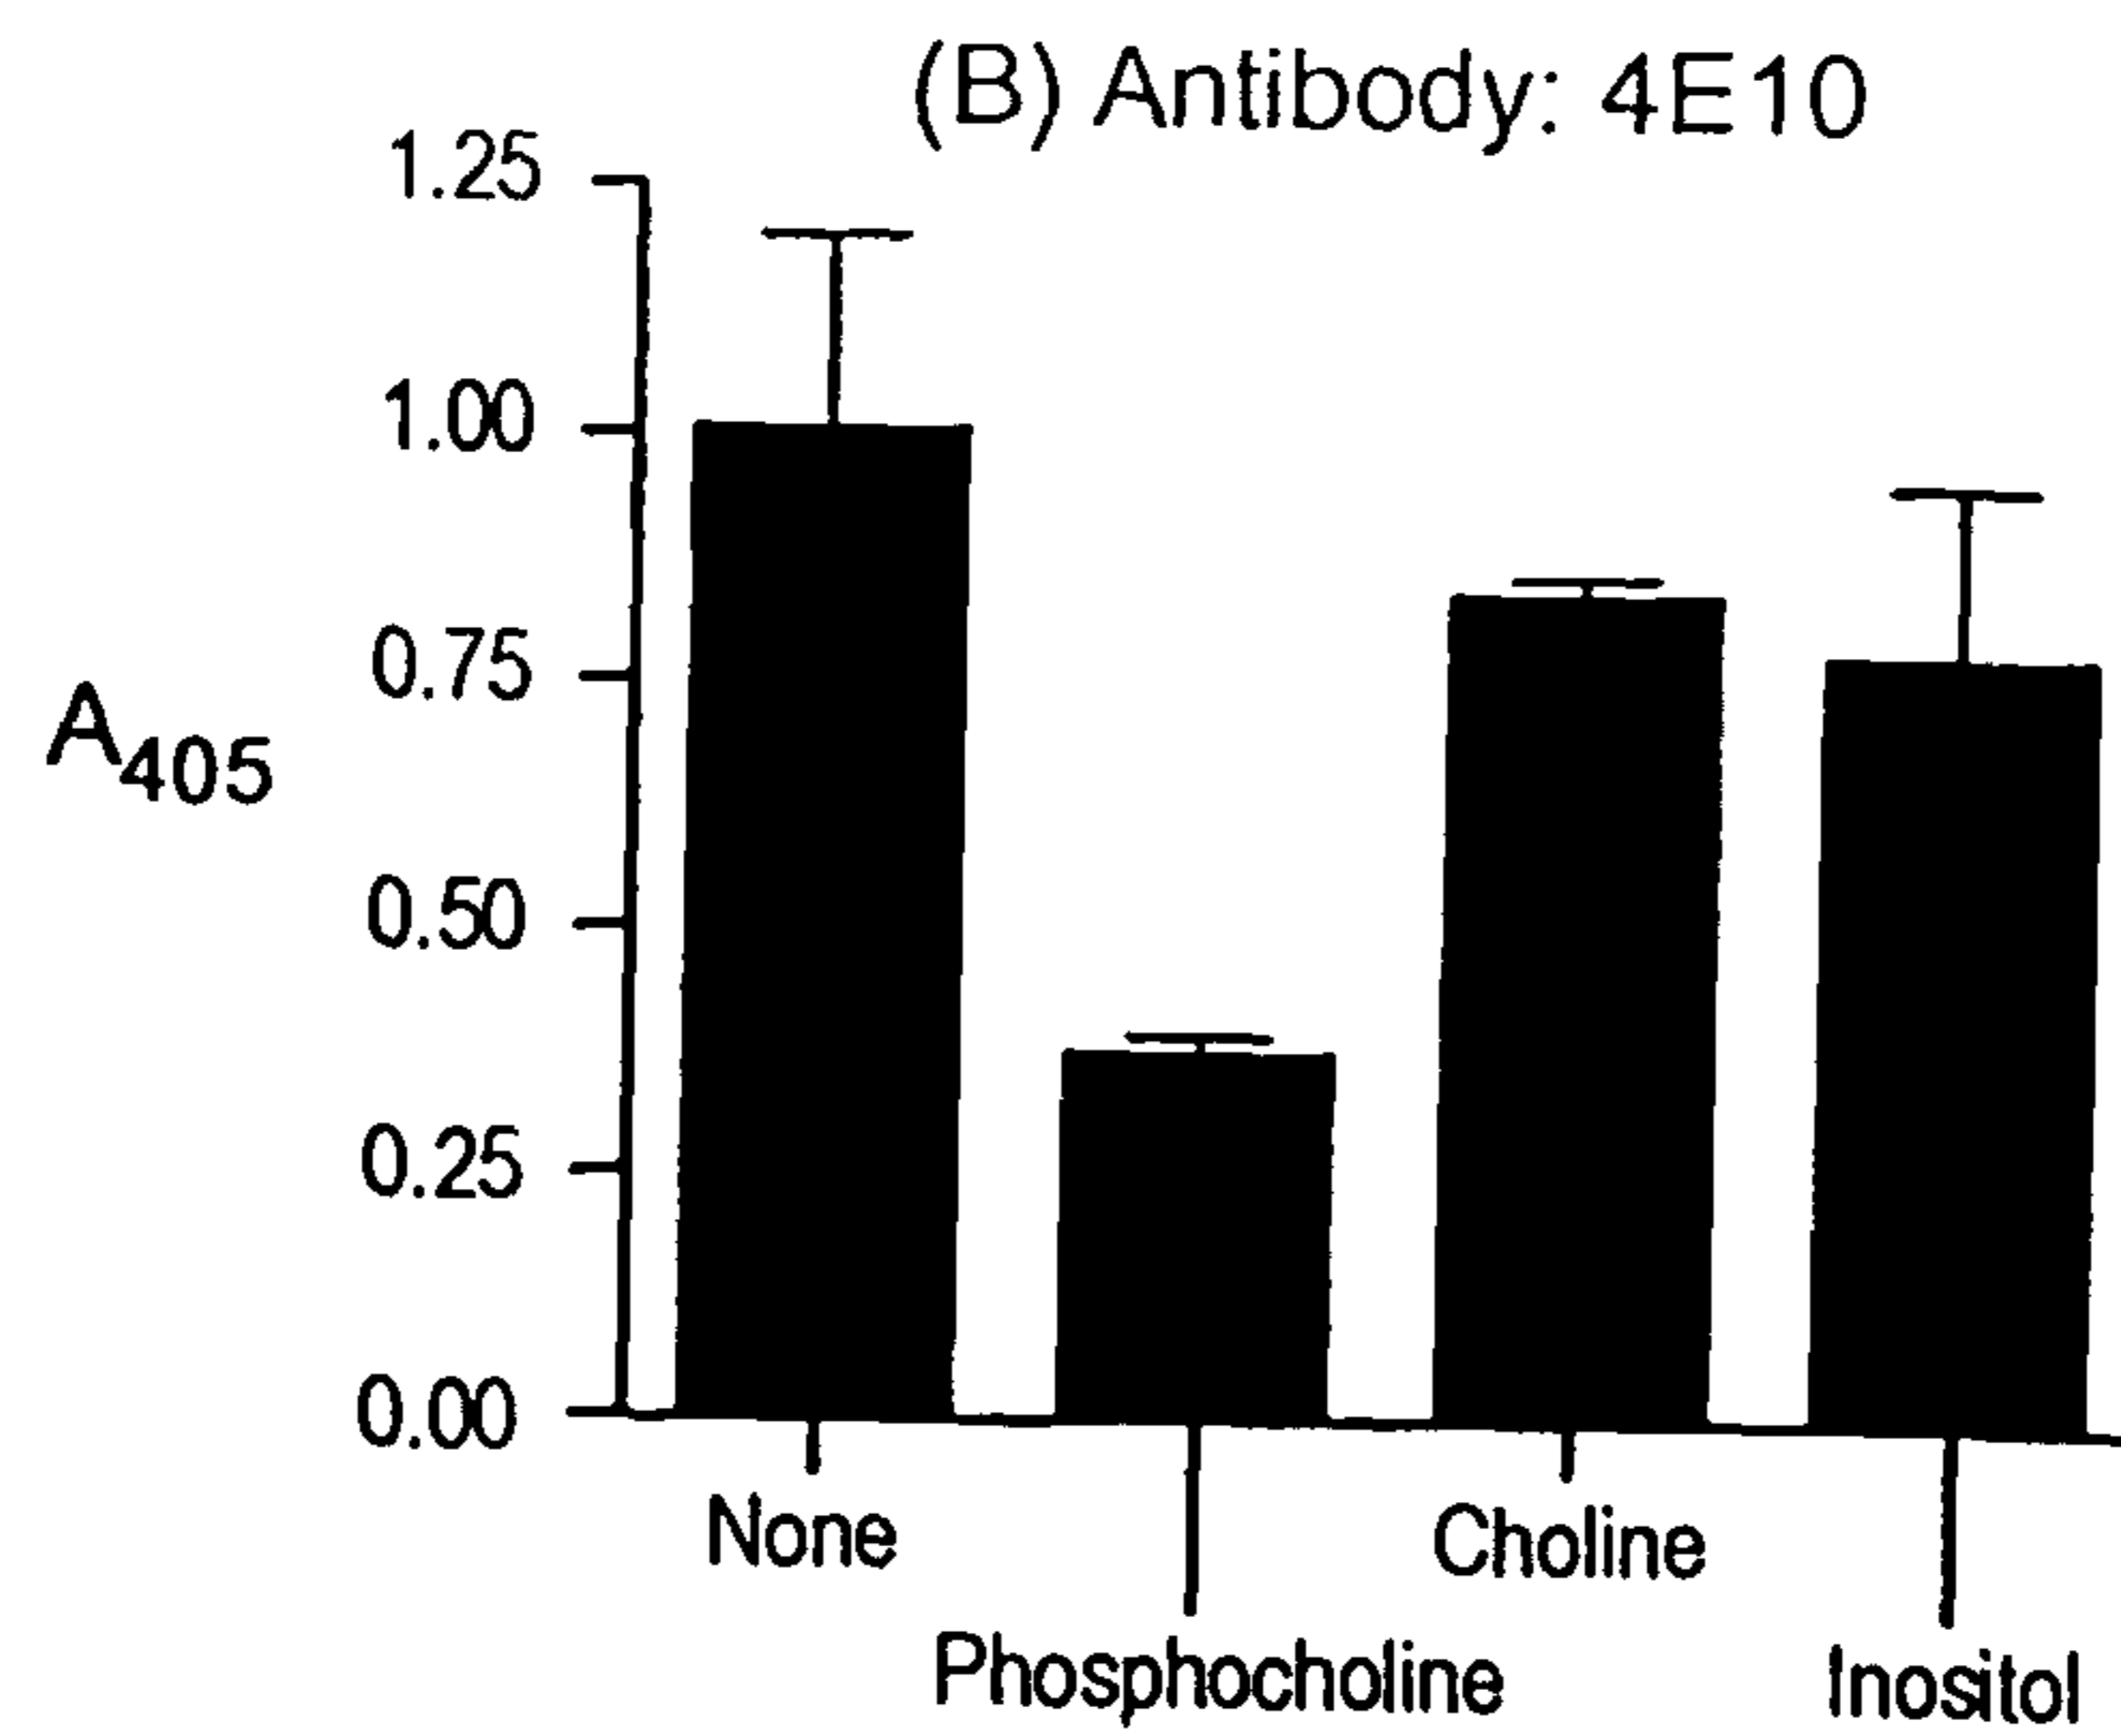 (B) Antibody: 4E10
1.25
1.00
0.75
A405
0.50
0.25
0.00
None
Choline
Phosphocholine
Inositol